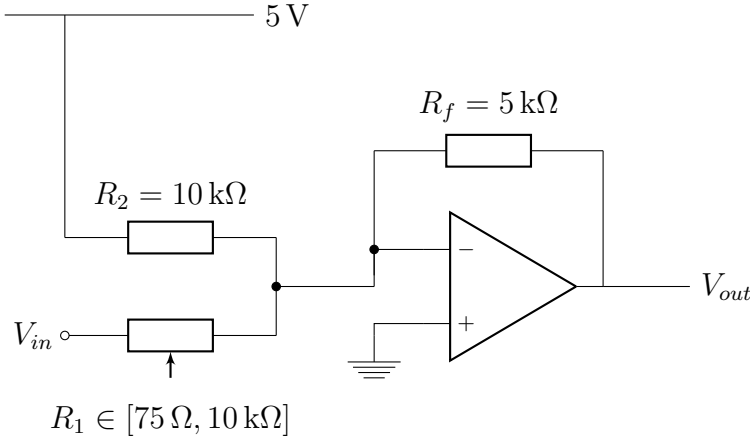 5 V
R_f = 5 kΩ
R_2 = 10 kΩ
−
V_out
+
V_in
R_1 ∈ [75 Ω, 10 kΩ]